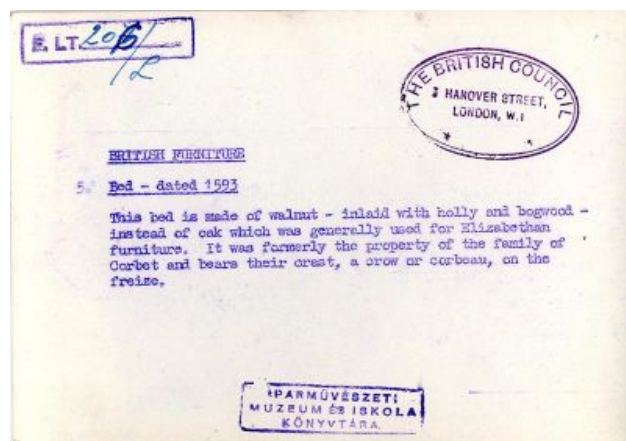 E. LT. 206/
/2
THE BRITISH COUNCIL
3 HANOVER STREET,
LONDON, W.1
BRITISH FURNITURE
5. Bed - dated 1593
This bed is made of walnut - inlaid with holly and bogwood -
instead of oak which was generally used for Elizabethan
furniture. It was formerly the property of the family of
Corbet and bears their crest, a crow or corbeau, on the
freize.
IPARMŰVÉSZETI
MUZEUM ÉS ISKOLA
KÖNYVTÁRA